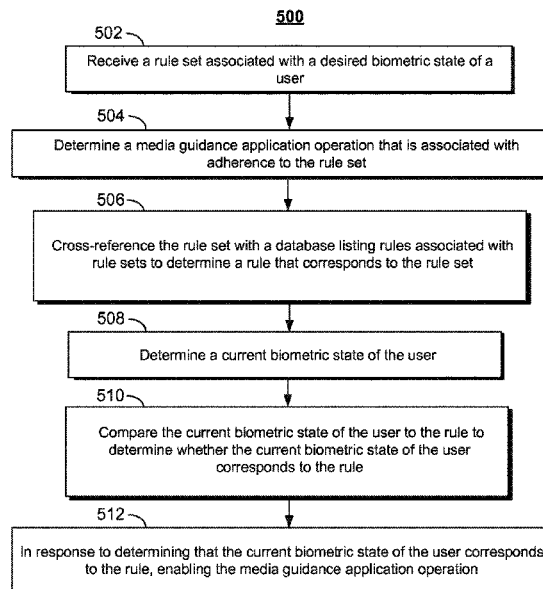 500
502
Receive a rule set associated with a desired biometric state of a
user
504
Determine a media guidance application operation that is associated with
adherence to the rule set
506
Cross-reference the rule set with a database listing rules associated with
rule sets to determine a rule that corresponds to the rule set
508
Determine a current biometric state of the user
510
Compare the current biometric state of the user to the rule to
determine whether the current biometric state of the user
corresponds to the rule
512
In response to determining that the current biometric state of the user corresponds
to the rule, enabling the media guidance application operation